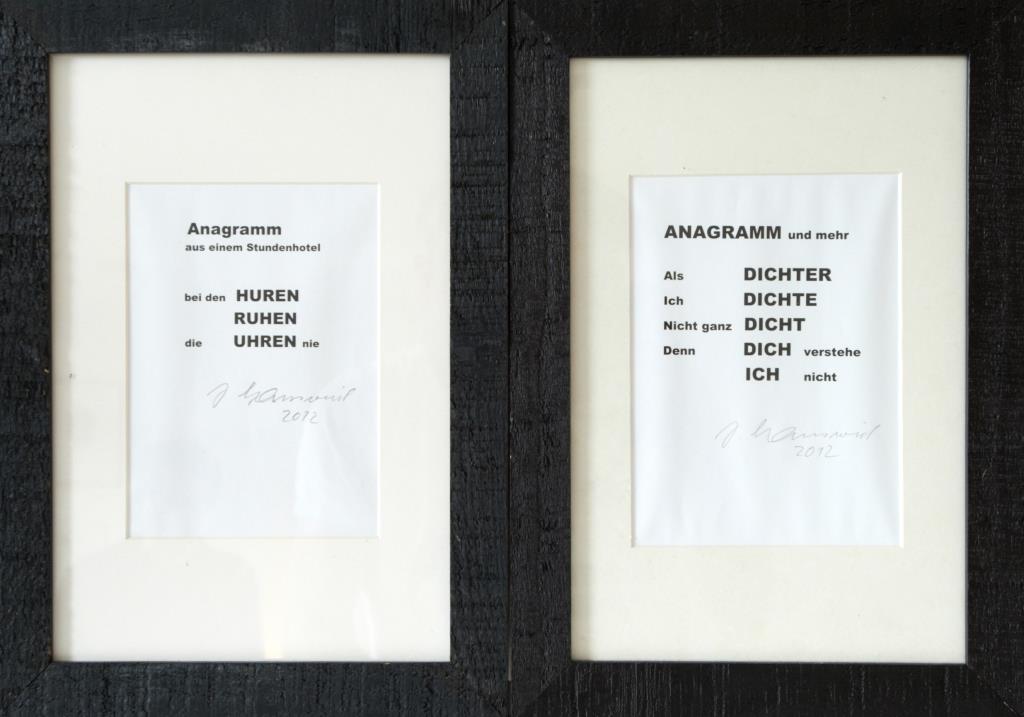 Anagramm
aus einem Stundenhotel
bei den HUREN
RUHEN
die UHREN nie
2012
ANAGRAMM und mehr
Als DICHTER
Ich DICHTE
Nicht ganz DICHT
Denn DICH verstehe
ICH nicht
2012